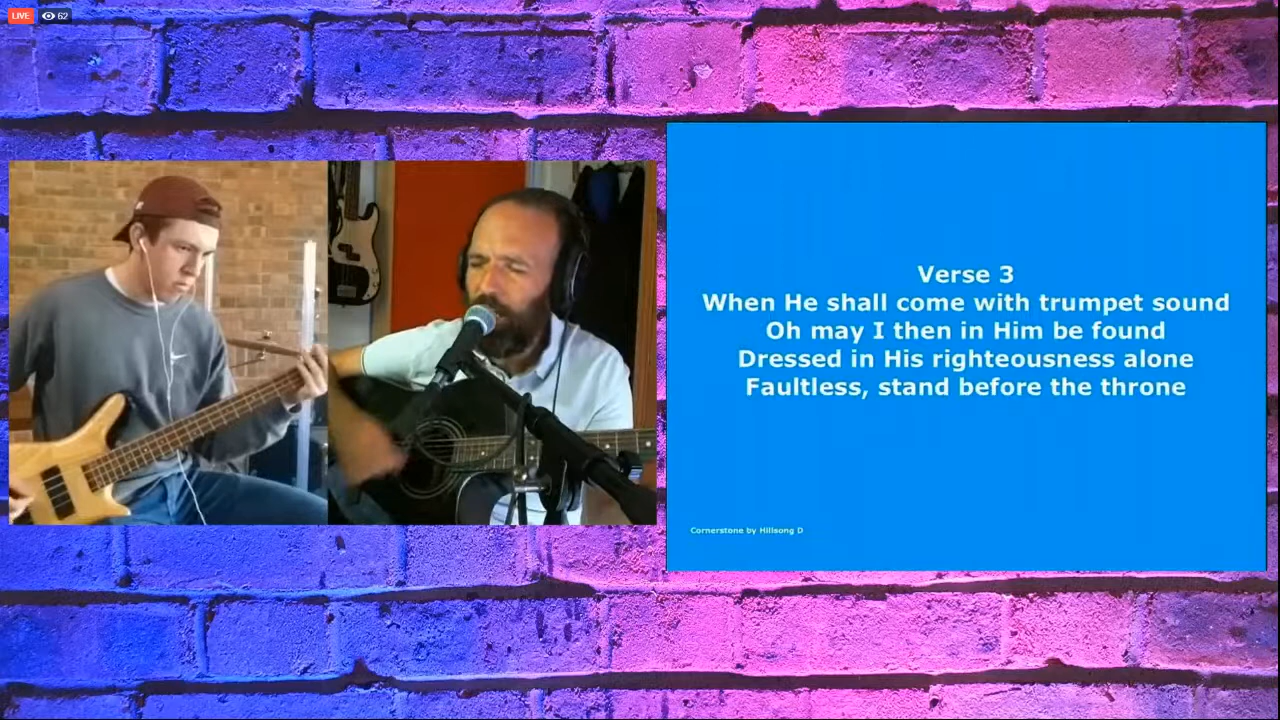 LIVE 62
Verse 3
When He shall come with trumpet sound
Oh may I then in Him be found
Dressed in His righteousness alone
Faultless, stand before the throne
Cornerstone by Hillsong D